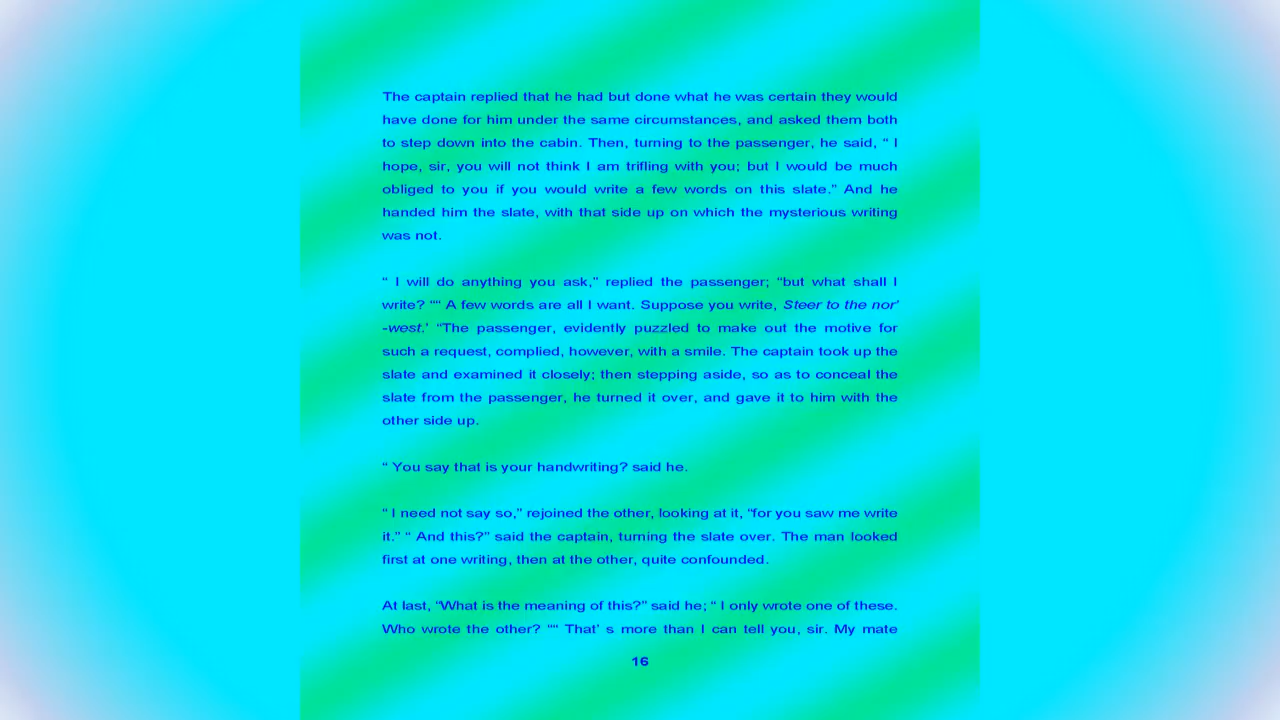 The captain replied that he had but done what he was certain they would
have done for him under the same circumstances, and asked them both
to step down into the cabin. Then, turning to the passenger, he said, “ I
hope, sir, you will not think I am trifling with you; but I would be much
obliged to you if you would write a few words on this slate.” And he
handed him the slate, with that side up on which the mysterious writing
was not.
“ I will do anything you ask,” replied the passenger; “but what shall I
write? ““ A few words are all I want. Suppose you write, Steer to the nor’
-west.’ “The passenger, evidently puzzled to make out the motive for
such a request, complied, however, with a smile. The captain took up the
slate and examined it closely; then stepping aside, so as to conceal the
slate from the passenger, he turned it over, and gave it to him with the
other side up.
“ You say that is your handwriting? said he.
“ I need not say so,” rejoined the other, looking at it, “for you saw me write
it.” “ And this?” said the captain, turning the slate over. The man looked
first at one writing, then at the other, quite confounded.
At last, “What is the meaning of this?” said he; “ I only wrote one of these.
Who wrote the other? ““ That’ s more than I can tell you, sir. My mate
16